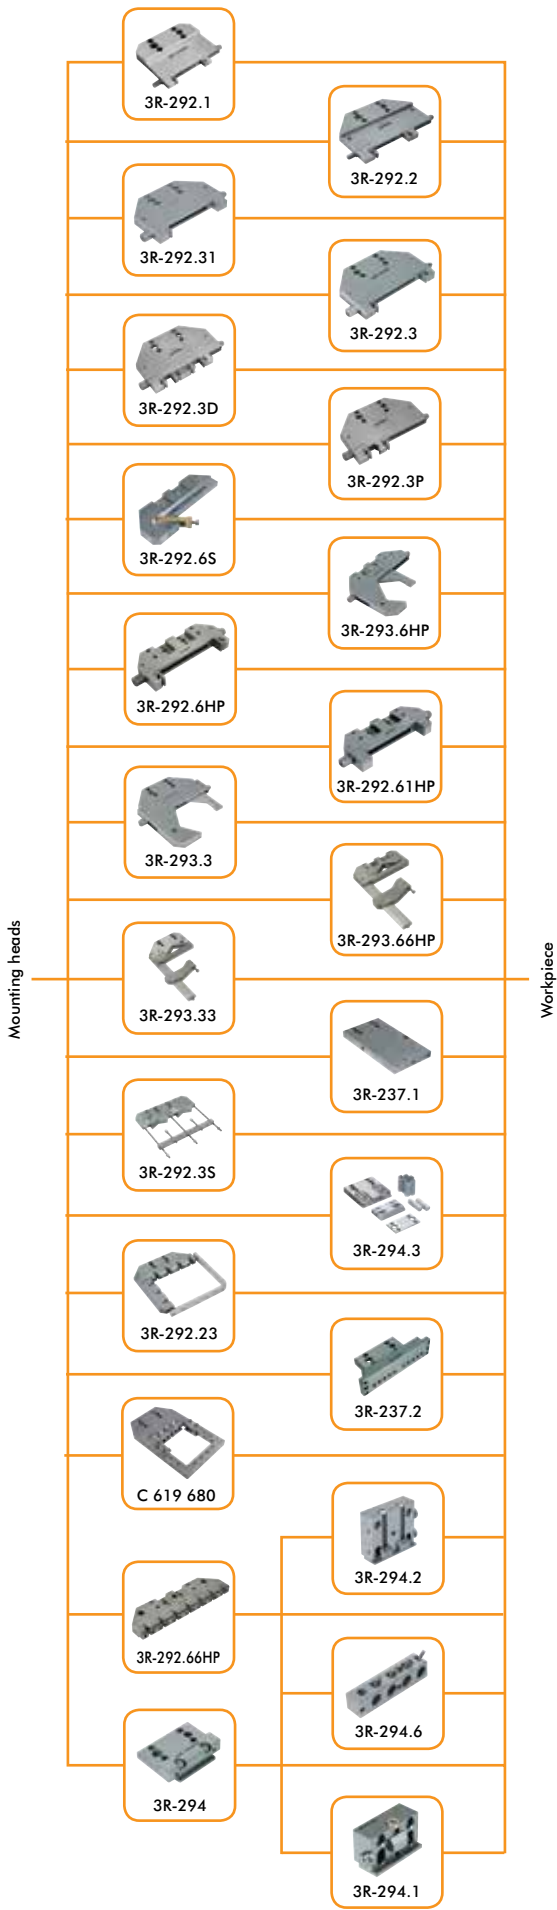 3R-292.1
3R-292.2
3R-292.31
3R-292.3
3R-292.3D
3R-292.3P
3R-292.6S
3R-293.6HP
3R-292.6HP
3R-292.61HP
3R-293.3
3R-293.66HP
Mounting heads
Workpiece
3R-293.33
3R-237.1
3R-292.3S
3R-294.3
3R-292.23
3R-237.2
C 619 680
3R-294.2
3R-292.66HP
3R-294.6
3R-294
3R-294.1